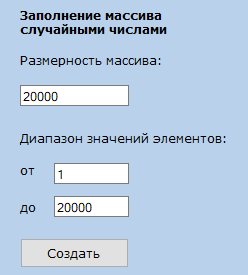 Заполнение массива
случайными числами
Размерность массива:
20000
Диапазон значений элементов:
от 1
до 20000
Создать